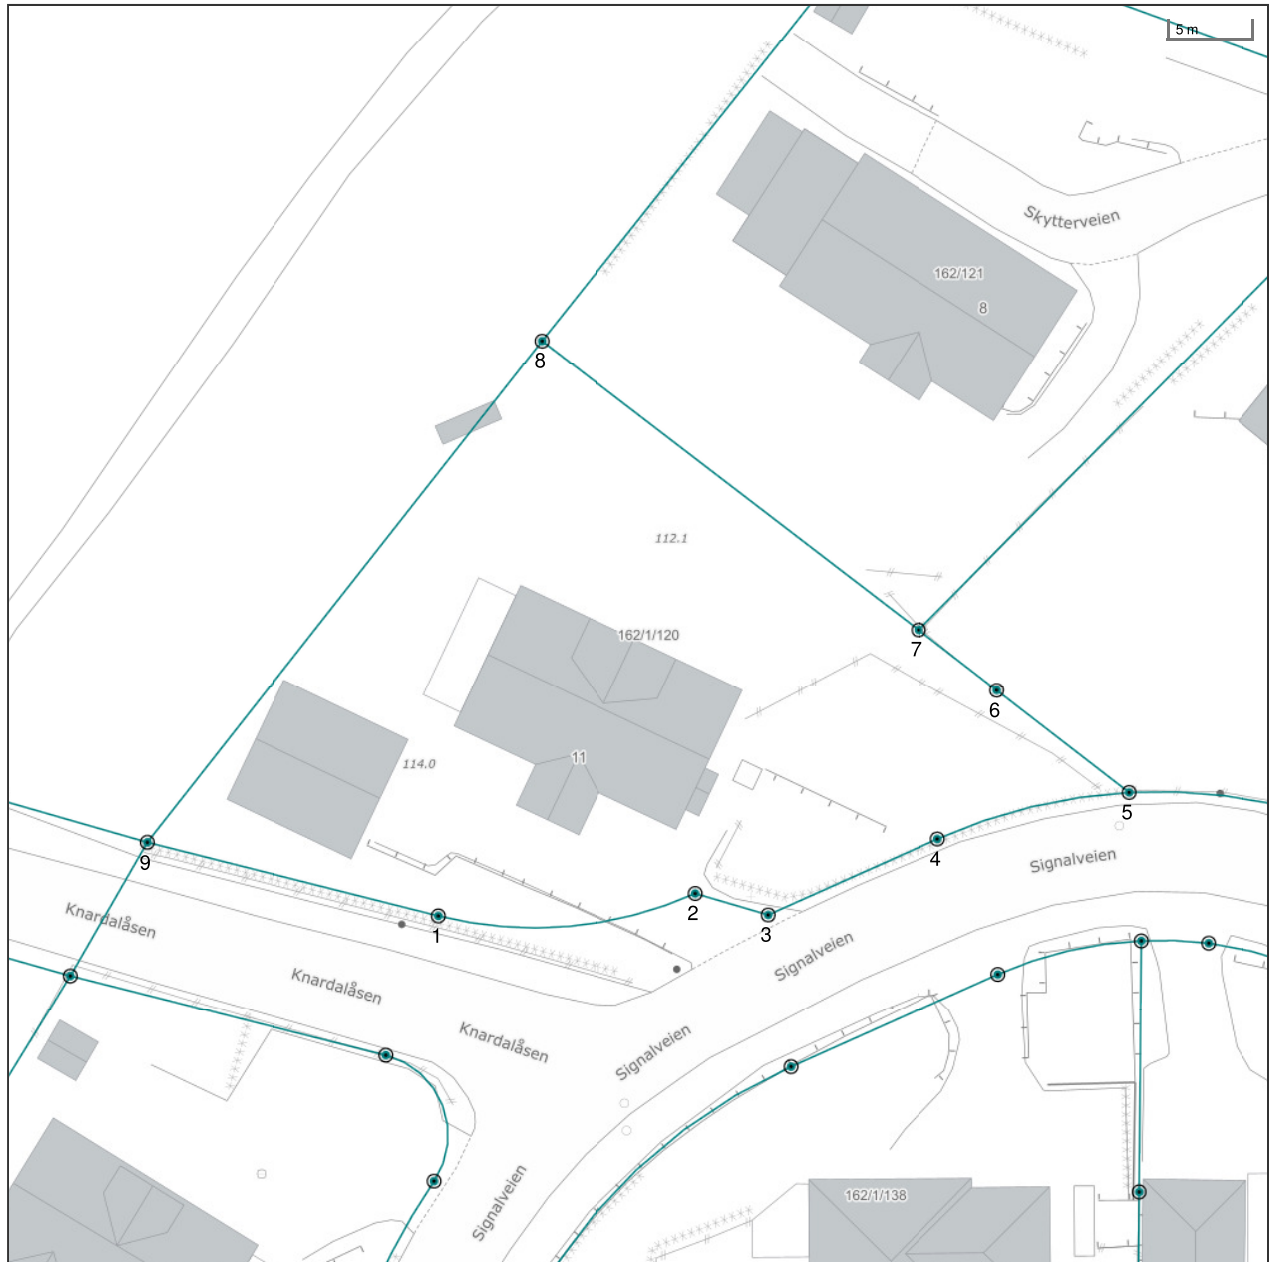 5 m
Skytterveien
162/121
8
8
112.1
162/1/120
7
6
11
114.0
5
4
9
Signalveien
2
Knardalåsen
1
3
Signalveien
Knardalåsen
Knardalåsen
Signalveien
Signalveien
162/1/138